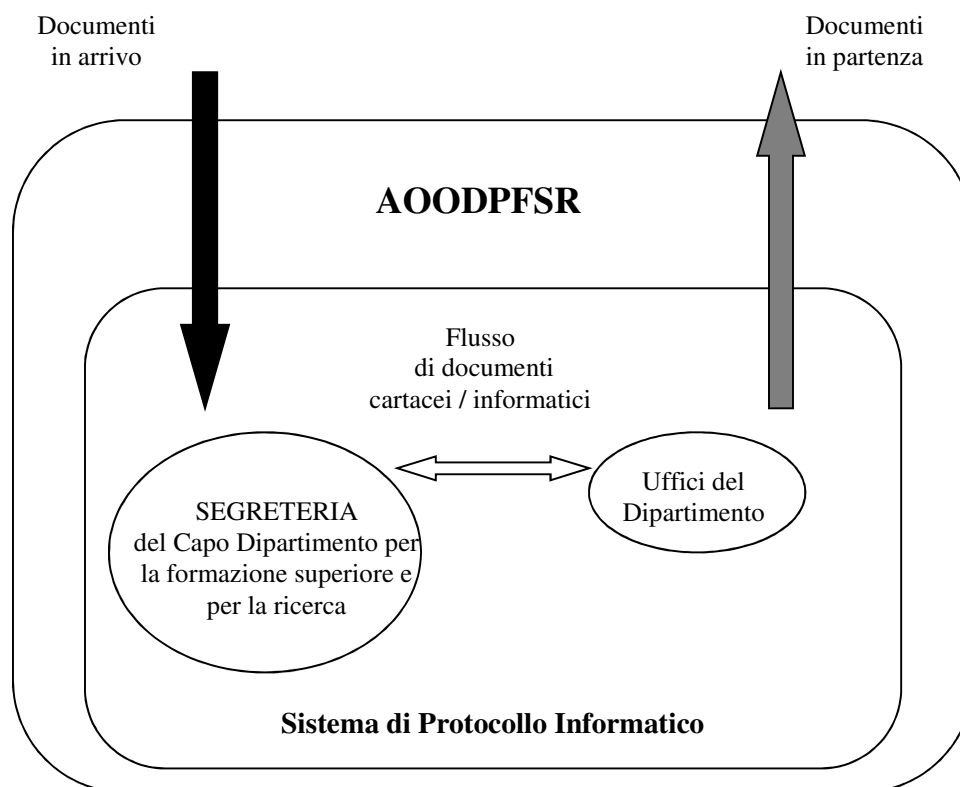 Documenti
in arrivo
Documenti
in partenza
AOODPFSR
Flusso
di documenti
cartacei / informatici
SEGRETERIA
del Capo Dipartimento per
la formazione superiore e
per la ricerca
Uffici del
Dipartimento
Sistema di Protocollo Informatico